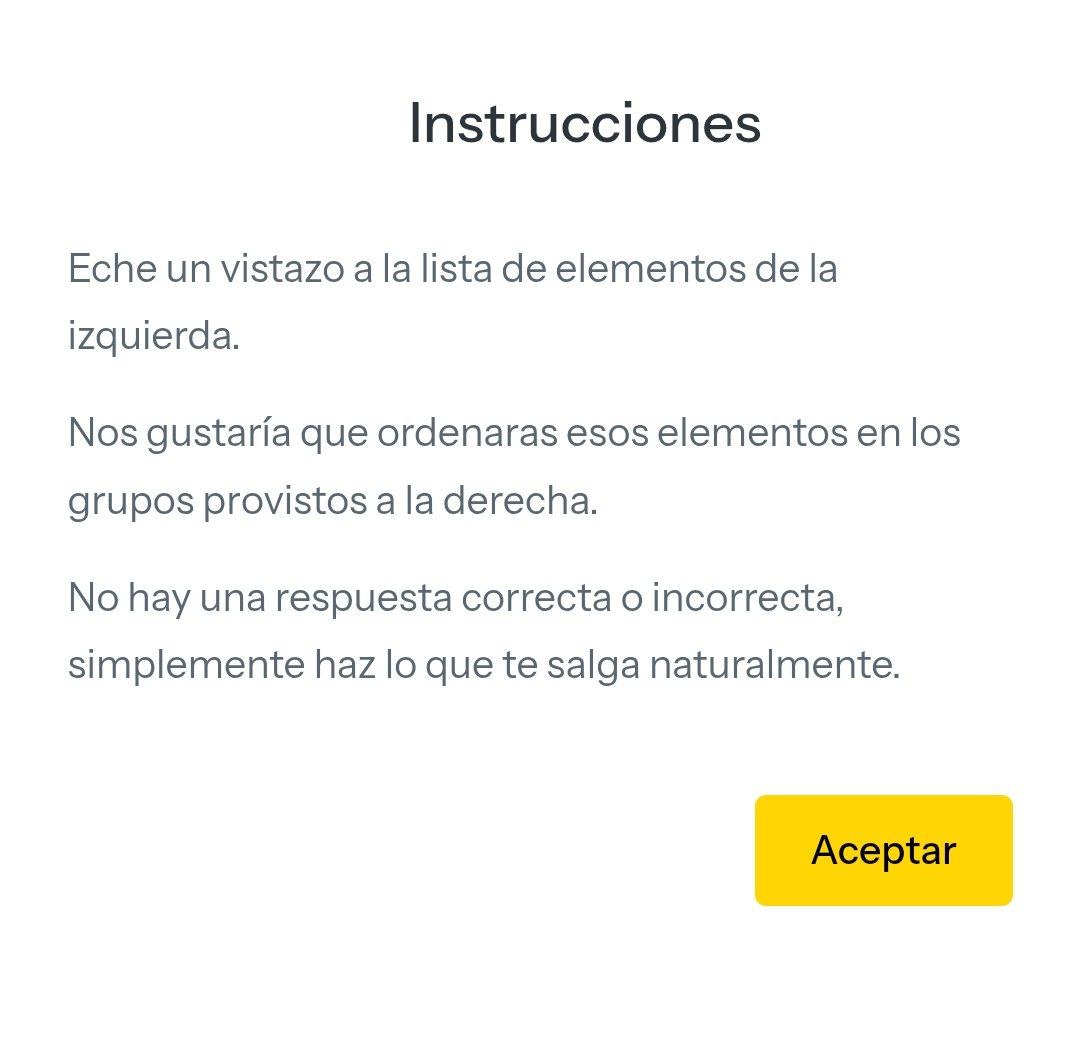 Instrucciones
Eche un vistazo a la lista de elementos de la
izquierda.
Nos gustaría que ordenaras esos elementos en los
grupos provistos a la derecha.
No hay una respuesta correcta o incorrecta,
simplemente haz lo que te salga naturalmente.
Aceptar